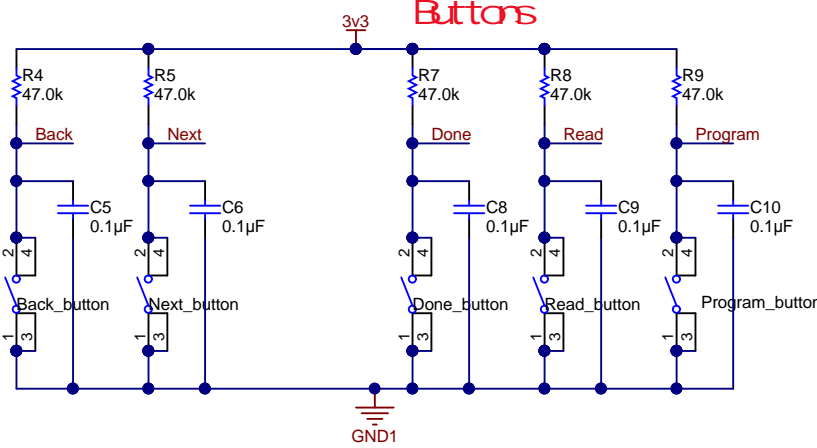 Buttons
3v3
R4
47.0k
R5
47.0k
R7
47.0k
R8
47.0k
R9
47.0k
Back
Next
Done
Read
Program
C5
0.1µF
C6
0.1µF
C8
0.1µF
C9
0.1µF
C10
0.1µF
2 4
2 4
2 4
2 4
2 4
Back_button
Next_button
Done_button
Read_button
Program_button
1 3
1 3
1 3
1 3
1 3
GND1